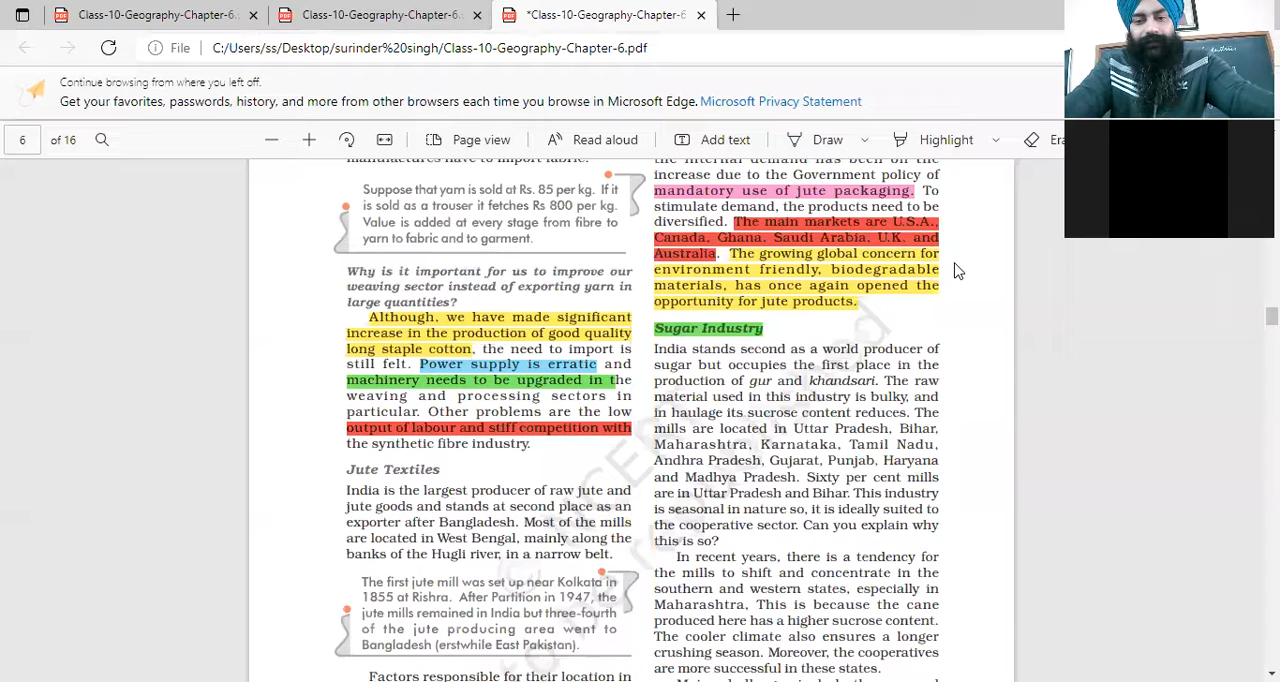 Class-10-Geography-Chapter-6.
Class-10-Geography-Chapter-6.
*Class-10-Geography-Chapter-6
File
C:/Users/ss/Desktop/surinder%20singh/Class-10-Geography-Chapter-6.pdf
Continue browsing from where you left off.
Get your favorites, passwords, history, and more from other browsers each time you browse in Microsoft Edge. Microsoft Privacy Statement
6 of 16
Page view
Read aloud
Add text
Draw
Highlight
Era
manufactures have to import fabric.
Suppose that yarn is sold at Rs. 85 per kg. If it
is sold as a trouser it fetches Rs 800 per kg.
Value is added at every stage from fibre to
yarn to fabric and to garment.
Why is it important for us to improve our
weaving sector instead of exporting yarn in
large quantities?
Although, we have made significant
increase in the production of good quality
long staple cotton, the need to import is
still felt. Power supply is erratic and
machinery needs to be upgraded in the
weaving and processing sectors in
particular. Other problems are the low
output of labour and stiff competition with
the synthetic fibre industry.
Jute Textiles
India is the largest producer of raw jute and
jute goods and stands at second place as an
exporter after Bangladesh. Most of the mills
are located in West Bengal, mainly along the
banks of the Hugli river, in a narrow belt.
The first jute mill was set up near Kolkata in
1855 at Rishra. After Partition in 1947, the
jute mills remained in India but three-fourth
of the jute producing area went to
Bangladesh (erstwhile East Pakistan).
Factors responsible for their location in
the internal demand has been on the
increase due to the Government policy of
mandatory use of jute packaging. To
stimulate demand, the products need to be
diversified. The main markets are U.S.A.,
Canada, Ghana, Saudi Arabia, U.K. and
Australia. The growing global concern for
environment friendly, biodegradable
materials, has once again opened the
opportunity for jute products.
Sugar Industry
India stands second as a world producer of
sugar but occupies the first place in the
production of gur and khandsari. The raw
material used in this industry is bulky, and
in haulage its sucrose content reduces. The
mills are located in Uttar Pradesh, Bihar,
Maharashtra, Karnataka, Tamil Nadu,
Andhra Pradesh, Gujarat, Punjab, Haryana
and Madhya Pradesh. Sixty per cent mills
are in Uttar Pradesh and Bihar. This industry
is seasonal in nature so, it is ideally suited to
the cooperative sector. Can you explain why
this is so?
In recent years, there is a tendency for
the mills to shift and concentrate in the
southern and western states, especially in
Maharashtra, This is because the cane
produced here has a higher sucrose content.
The cooler climate also ensures a longer
crushing season. Moreover, the cooperatives
are more successful in these states.